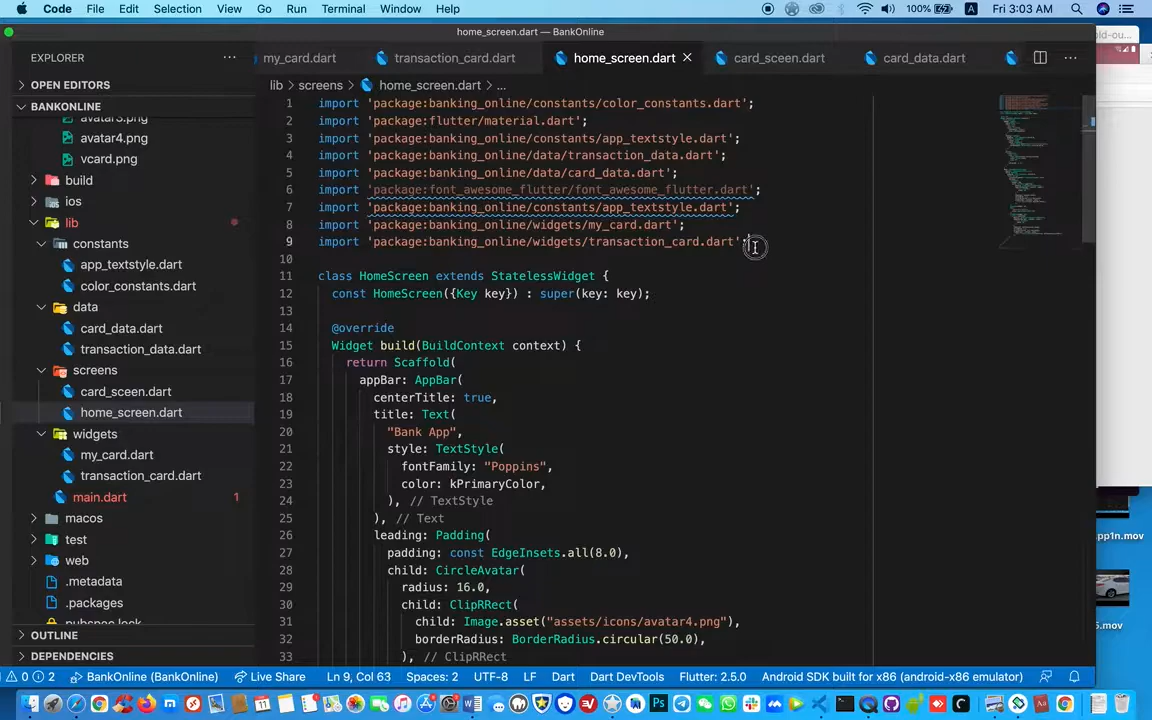 Code File Edit Selection View Go Run Terminal Window Help 100% A Fri 3:03 AM
home_screen.dart — BankOnline
EXPLORER
OPEN EDITORS
BANKONLINE
avatar3.png
avatar4.png
vcard.png
build
ios
lib
constants
app_textstyle.dart
color_constants.dart
data
card_data.dart
transaction_data.dart
screens
card_sceen.dart
home_screen.dart
widgets
my_card.dart
transaction_card.dart
main.dart 1
macos
test
web
.metadata
.packages
pubspec.lock
OUTLINE
DEPENDENCIES
my_card.dart transaction_card.dart home_screen.dart card_sceen.dart card_data.dart
lib > screens > home_screen.dart > ...
1 import 'package:banking_online/constants/color_constants.dart';
2 import 'package:flutter/material.dart';
3 import 'package:banking_online/constants/app_textstyle.dart';
4 import 'package:banking_online/data/transaction_data.dart';
5 import 'package:banking_online/data/card_data.dart';
6 import 'package:font_awesome_flutter/font_awesome_flutter.dart';
7 import 'package:banking_online/constants/app_textstyle.dart';
8 import 'package:banking_online/widgets/my_card.dart';
9 import 'package:banking_online/widgets/transaction_card.dart';
10
11 class HomeScreen extends StatelessWidget {
12 const HomeScreen({Key key}) : super(key: key);
13
14 @override
15 Widget build(BuildContext context) {
16 return Scaffold(
17 appBar: AppBar(
18 centerTitle: true,
19 title: Text(
20 "Bank App",
21 style: TextStyle(
22 fontFamily: "Poppins",
23 color: kPrimaryColor,
24 ), // TextStyle
25 ), // Text
26 leading: Padding(
27 padding: const EdgeInsets.all(8.0),
28 child: CircleAvatar(
29 radius: 16.0,
30 child: ClipRRect(
31 child: Image.asset("assets/icons/avatar4.png"),
32 borderRadius: BorderRadius.circular(50.0),
33 ), // ClipRRect
0 2 BankOnline (BankOnline) Live Share Ln 9, Col 63 Spaces: 2 UTF-8 LF Dart Dart DevTools Flutter: 2.5.0 Android SDK built for x86 (android-x86 emulator)
pp1n.mov
5.mov